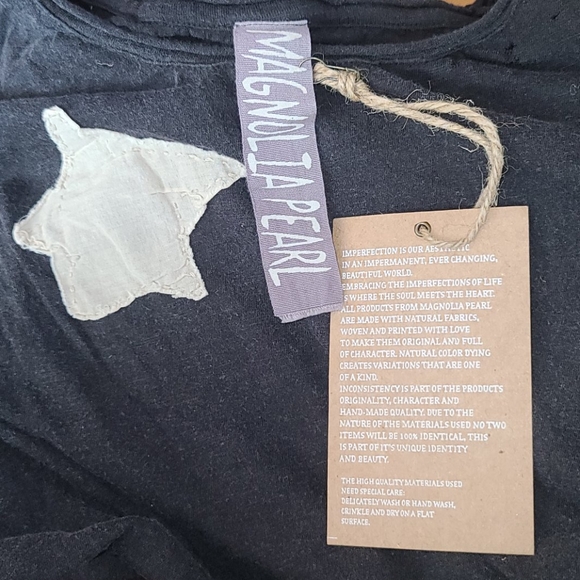 MAGNOLIA PEARL
IMPERFECTION IS OUR AESTHETIC
IN AN IMPERMANENT, EVER CHANGING,
BEAUTIFUL WORLD.
EMBRACING THE IMPERFECTIONS OF LIFE
IS WHERE THE SOUL MEETS THE HEART.
ALL PRODUCTS FROM MAGNOLIA PEARL
ARE MADE WITH NATURAL FABRICS,
WOVEN AND PRINTED WITH LOVE
TO MAKE THEM ORIGINAL AND FULL
OF CHARACTER. NATURAL COLOR DYING
CREATES VARIATIONS THAT ARE ONE
OF A KIND.
INCONSISTENCY IS PART OF THE PRODUCTS
ORIGINALITY, CHARACTER AND
HAND-MADE QUALITY. DUE TO THE
NATURE OF THE MATERIALS USED NO TWO
ITEMS WILL BE 100% IDENTICAL, THIS
IS PART OF IT'S UNIQUE IDENTITY
AND BEAUTY.
THE HIGH QUALITY MATERIALS USED
NEED SPECIAL CARE:
DELICATELY WASH OR HAND WASH,
CRINKLE AND DRY ON A FLAT
SURFACE.